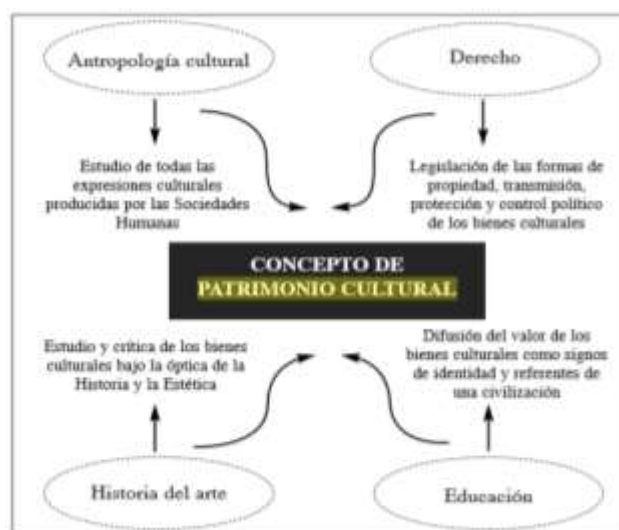 Antropología cultural
Derecho
Estudio de todas las
expresiones culturales
producidas por las Sociedades
Humanas
Legislación de las formas de
propiedad, transmisión,
protección y control político
de los bienes culturales
CONCEPTO DE
PATRIMONIO CULTURAL
Estudio y crítica de los bienes
culturales bajo la óptica de la
Historia y la Estética
Difusión del valor de los
bienes culturales como signos
de identidad y referentes de
una civilización
Historia del arte
Educación